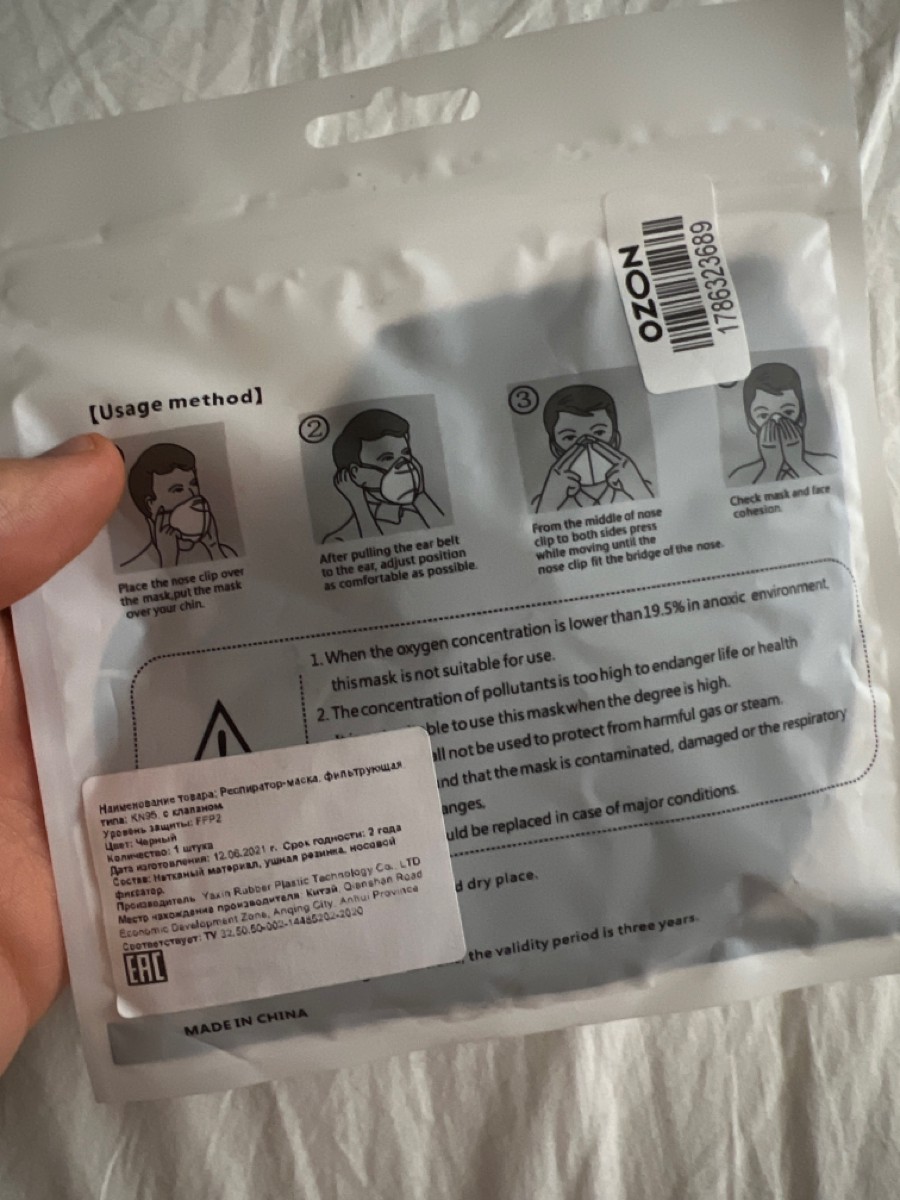 OZON
1786323689
【Usage method】
Place the nose clip over
the mask,put the mask
over your chin.
②
After pulling the ear belt
to the ear, adjust position
as comfortable as possible.
③
From the middle of nose
clip to both sides press
while moving until the
nose clip fit the bridge of the nose.
Check mask and face
cohesion.
1. When the oxygen concentration is lower than 19.5% in anoxic environment,
this mask is not suitable for use.
2. The concentration of pollutants is too high to endanger life or health
to use this mask when the degree is high.
not be used to protect from harmful gas or steam.
that the mask is contaminated, damaged or the respiratory
be replaced in case of major conditions.
dry place.
the validity period is three years.
Наименование товара: Респиратор-маска, фильтрующая
типа: KN95, с клапаном
Уровень защиты: FFP2
Цвет: Черный
Количество: 1 штука
Дата изготовления: 12.06.2021 г. Срок годности: 2 года
Состав: Нетканый материал, ушная резинка, носовой
фиксатор.
Производитель: Yaxin Rubber Plastic Technology Co., LTD
Место нахождения производителя: Китай, Qianshan Road
Economic Development Zone, Anqing City, Anhui Province
Соответствует: ТУ 32.50.50-002-14485202-2020
EAC
MADE IN CHINA